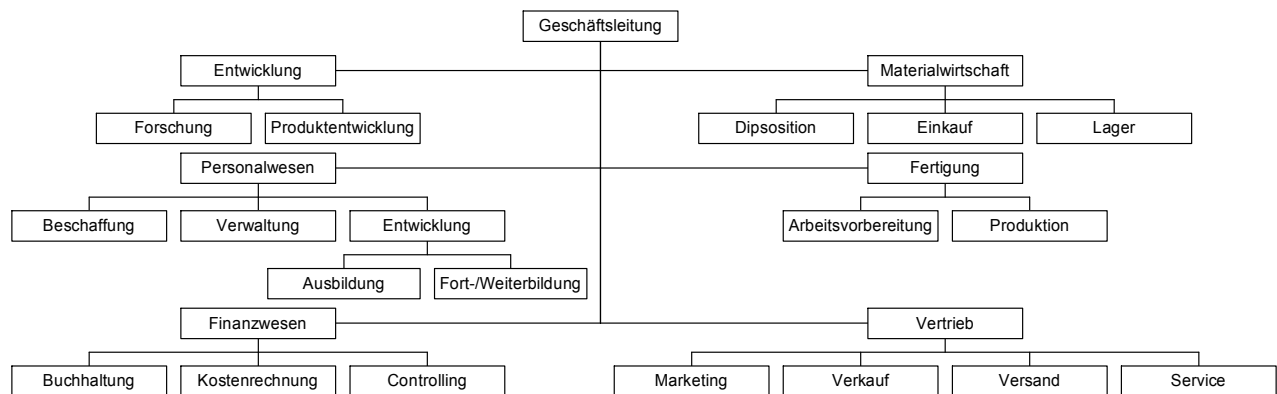 Geschäftsleitung
Entwicklung
Materialwirtschaft
Forschung
Produktentwicklung
Dipsosition
Einkauf
Lager
Personalwesen
Fertigung
Beschaffung
Verwaltung
Entwicklung
Arbeitsvorbereitung
Produktion
Ausbildung
Fort-/Weiterbildung
Finanzwesen
Vertrieb
Buchhaltung
Kostenrechnung
Controlling
Marketing
Verkauf
Versand
Service